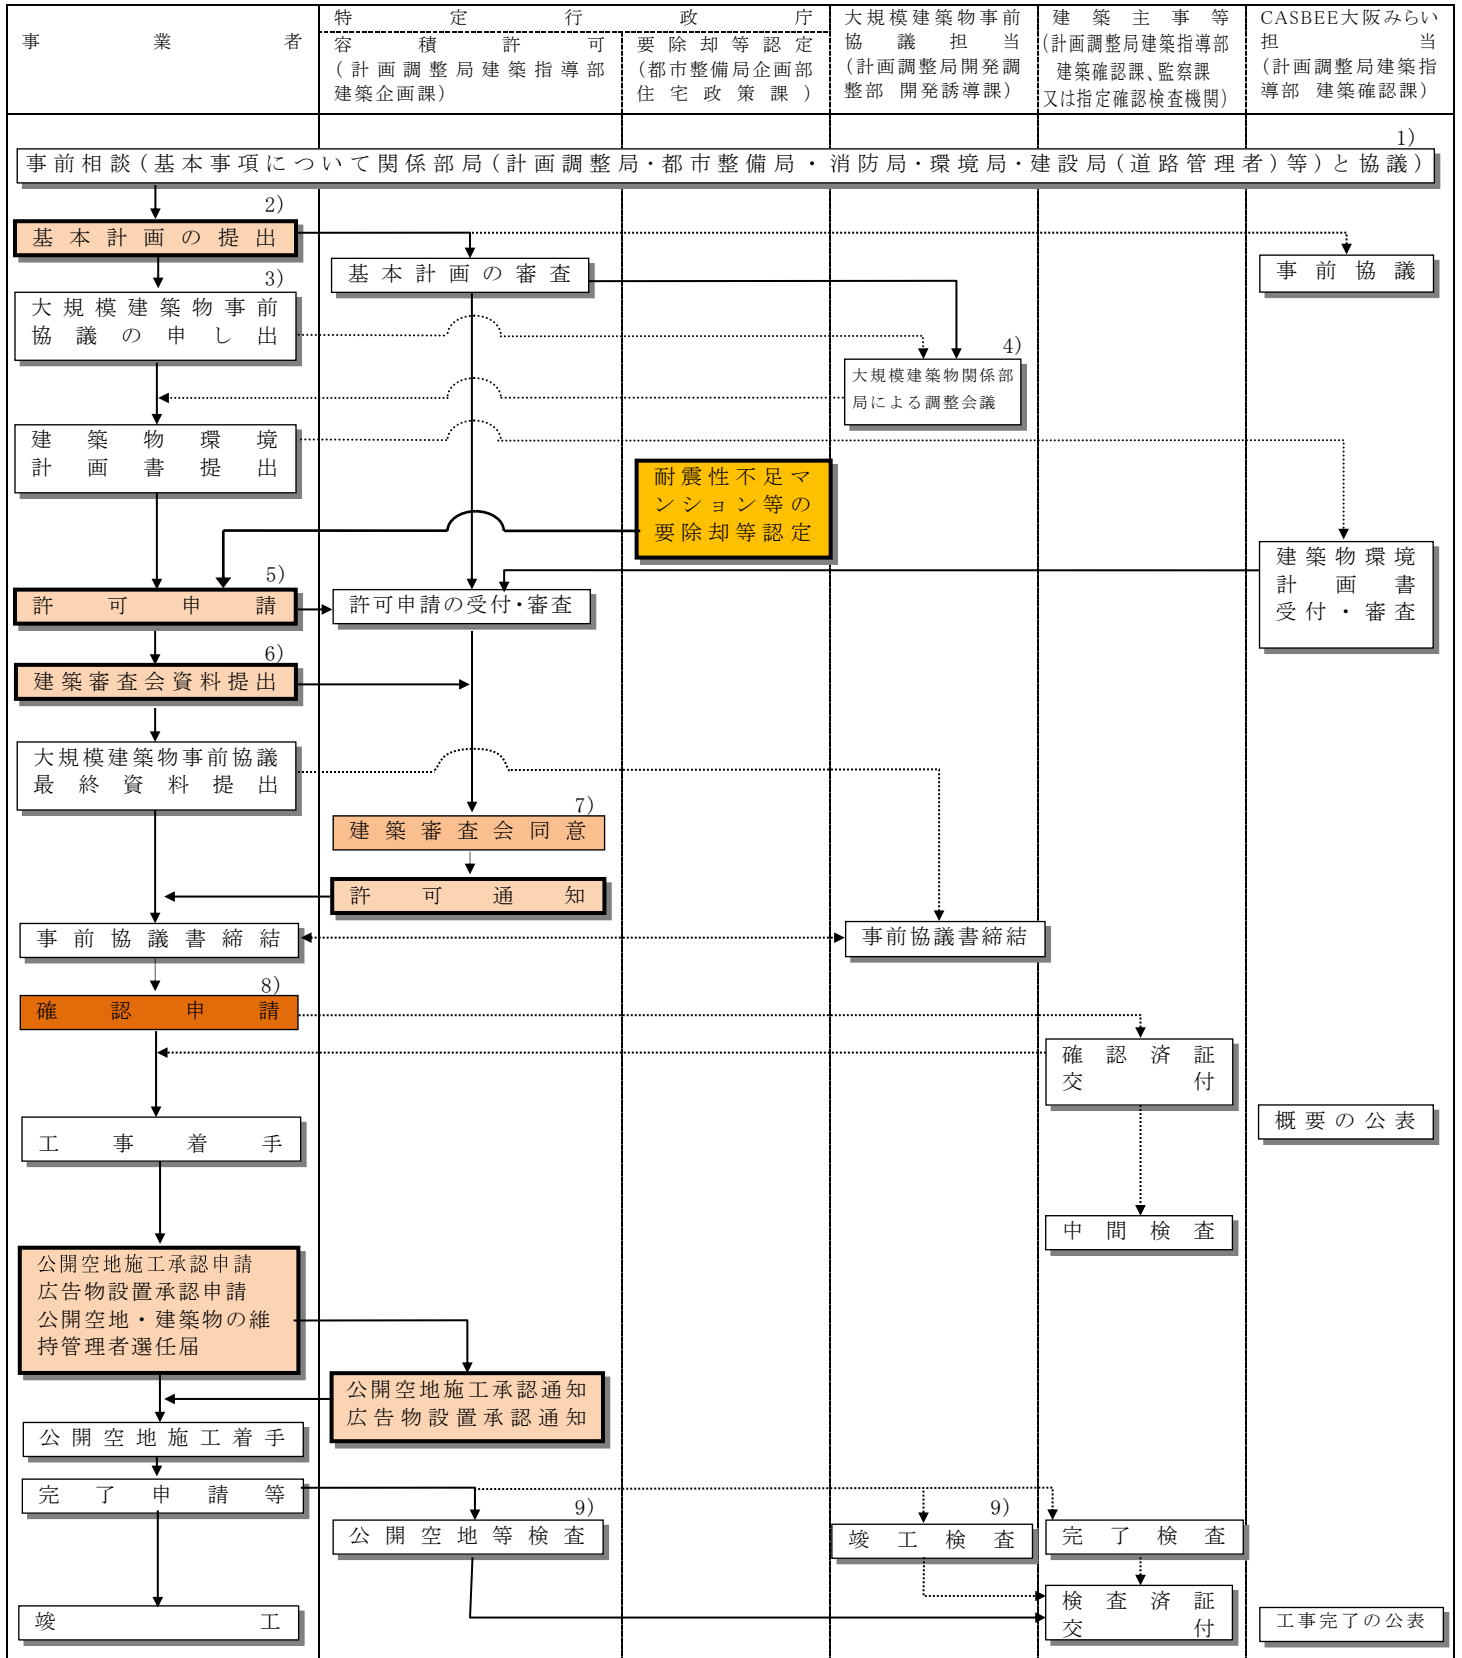 事業者
特定行政庁
容積許可
(計画調整局建築指導部
建築企画課)
要除却等認定
(都市整備局企画部
住宅政策課)
大規模建築物事前
協議担当
(計画調整局開発調
整部 開発誘導課)
建築主事等
(計画調整局建築指導部
建築確認課、監察課
又は指定確認検査機関)
CASBEE大阪みらい
担当
(計画調整局建築指
導部 建築確認課)
1)
事前相談(基本事項について関係部局(計画調整局・都市整備局・消防局・環境局・建設局(道路管理者)等)と協議)
2)
基本計画の提出
基本計画の審査
事前協議
3)
大規模建築物事前
協議の申し出
4)
大規模建築物関係部
局による調整会議
建築物環境
計画書提出
耐震性不足マ
ンション等の
要除却等認定
建築物環境
計画書
受付・審査
5)
許可申請
許可申請の受付・審査
6)
建築審査会資料提出
大規模建築物事前協議
最終資料提出
7)
建築審査会同意
許可通知
事前協議書締結
事前協議書締結
8)
確認申請
確認済証
交付
概要の公表
工事着手
中間検査
公開空地施工承認申請
広告物設置承認申請
公開空地・建築物の維
持管理者選任届
公開空地施工承認通知
広告物設置承認通知
公開空地施工着手
完了申請等
9)
公開空地等検査
9)
竣工検査
完了検査
検査済証
交付
竣工
工事完了の公表